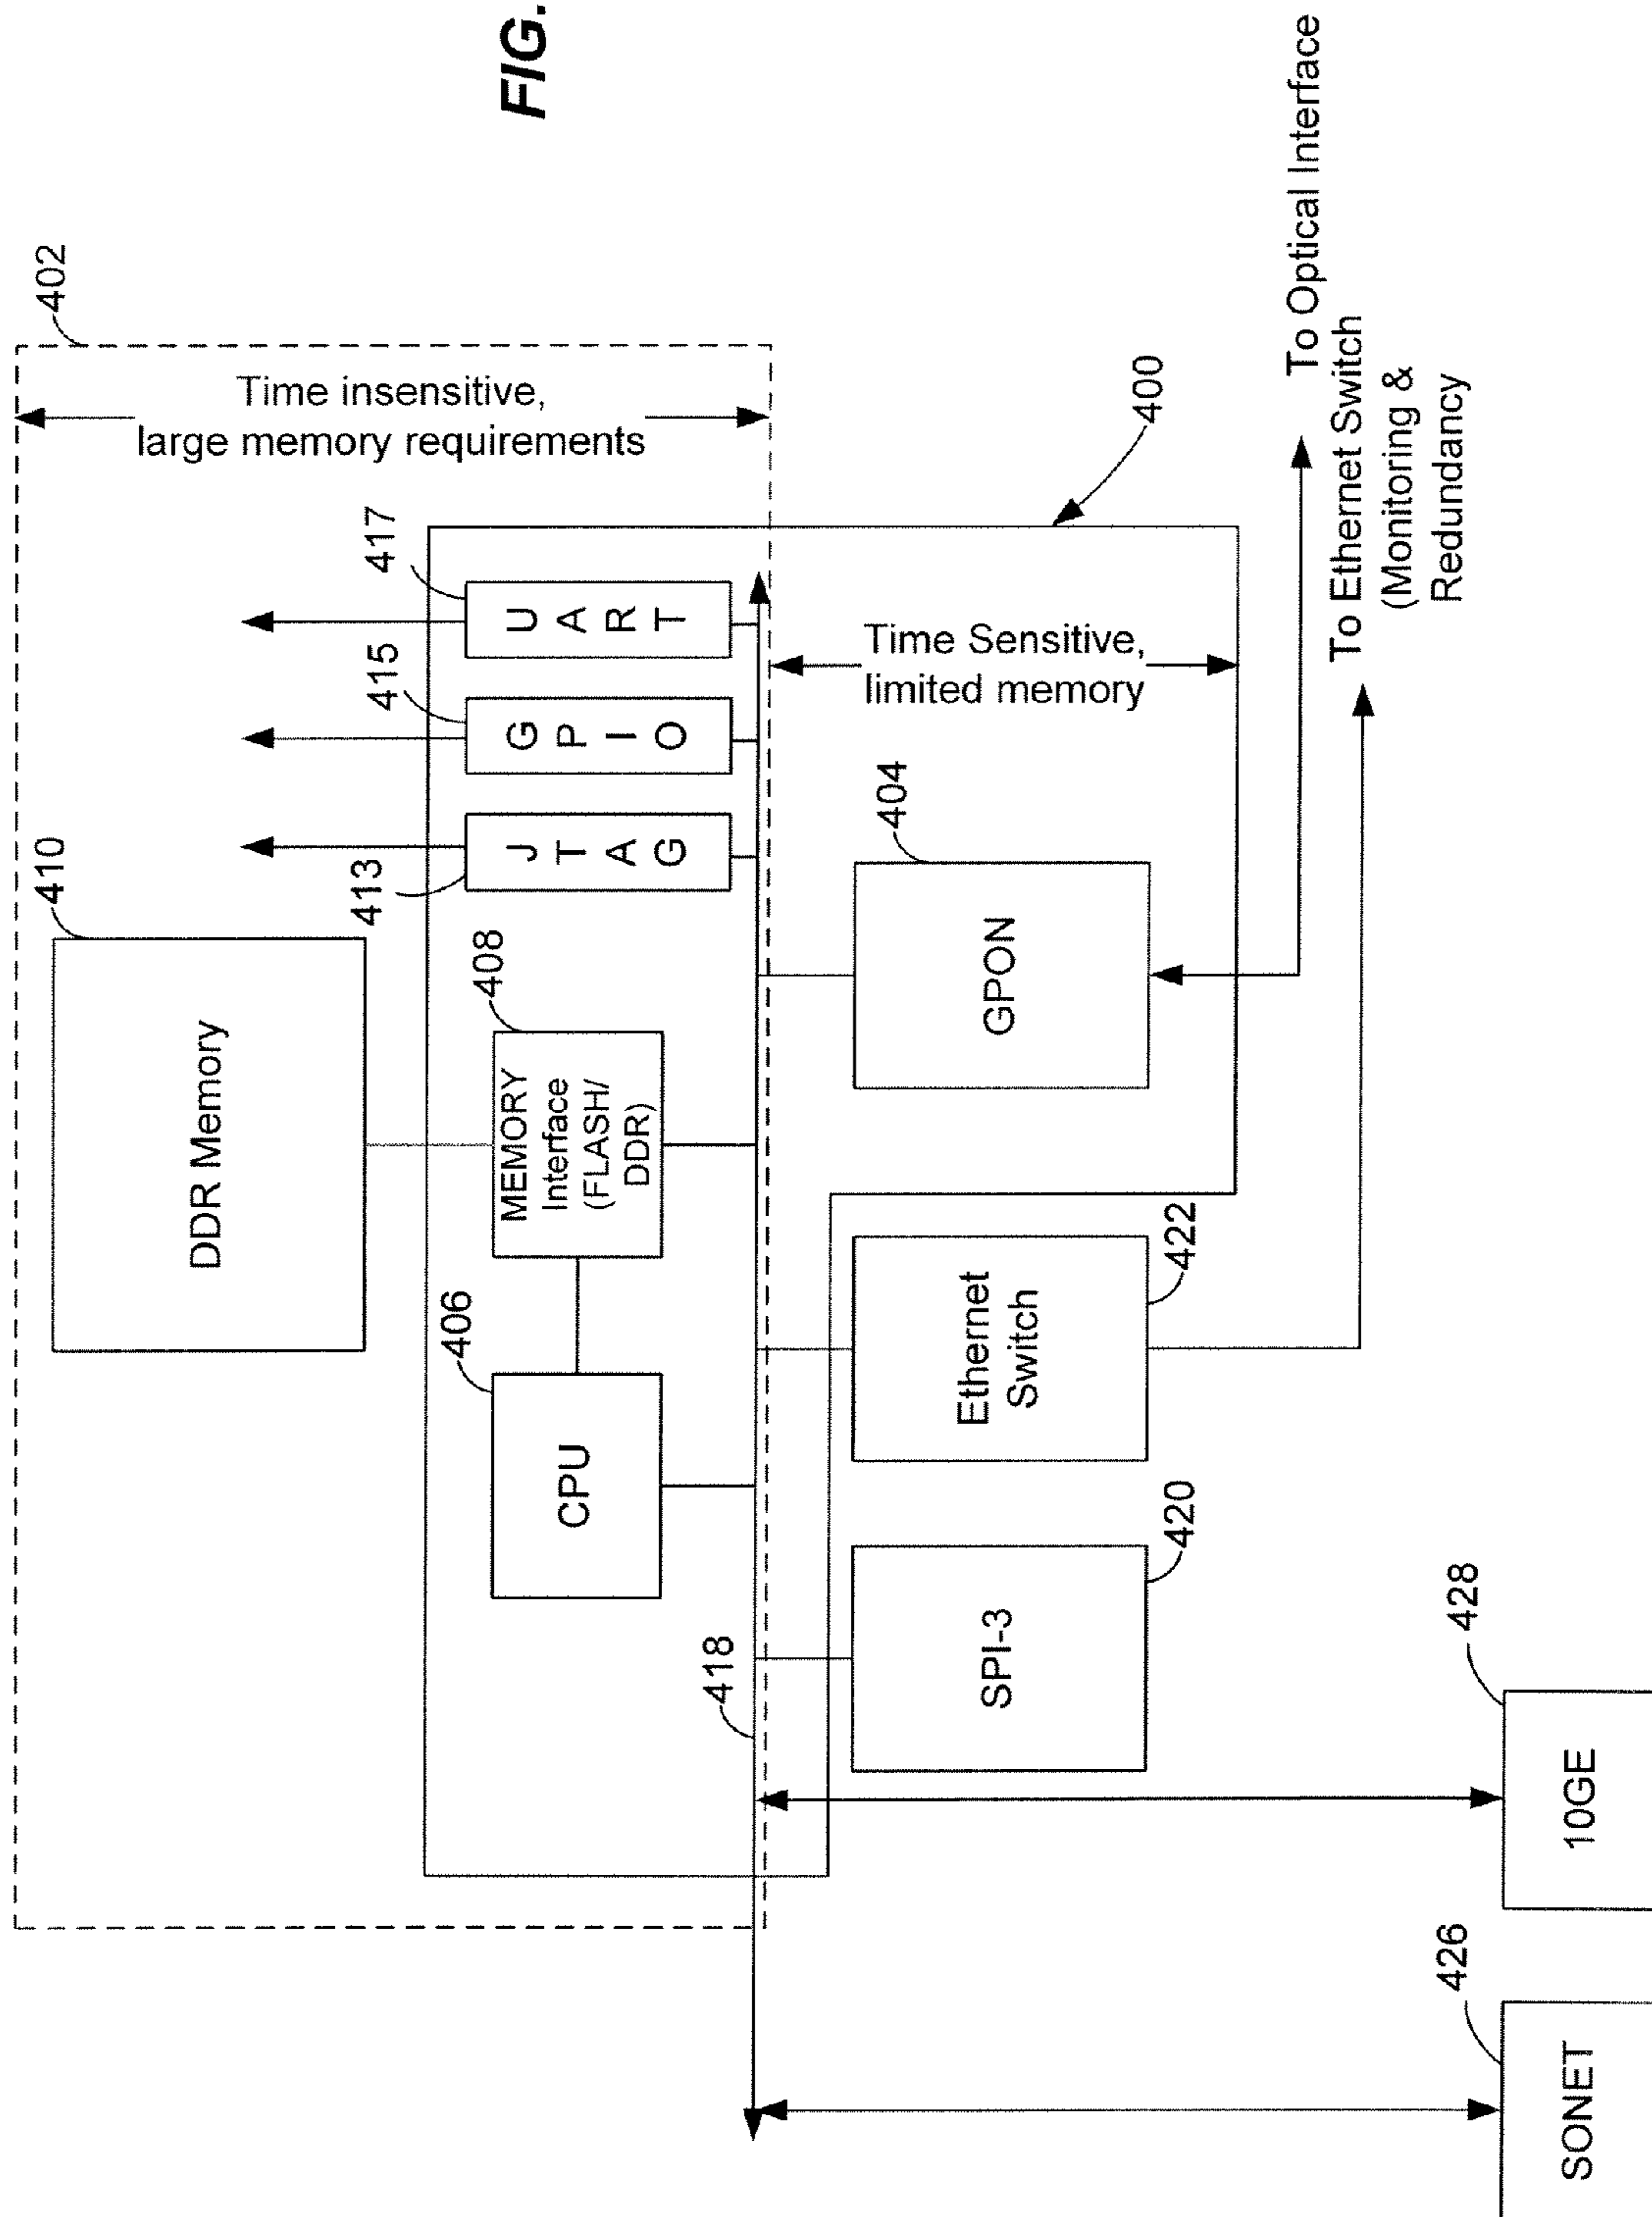 FIG.
402
Time insensitive,
large memory requirements
410
DDR Memory
413
J T A G
415
G P I O
417
U A R T
406
CPU
408
MEMORY
Interface
(FLASH/
DDR)
418
Time Sensitive,
limited memory
400
404
GPON
SPI-3
420
Ethernet
Switch
422
To Optical Interface
To Ethernet Switch
(Monitoring &
Redundancy
426
SONET
428
10GE